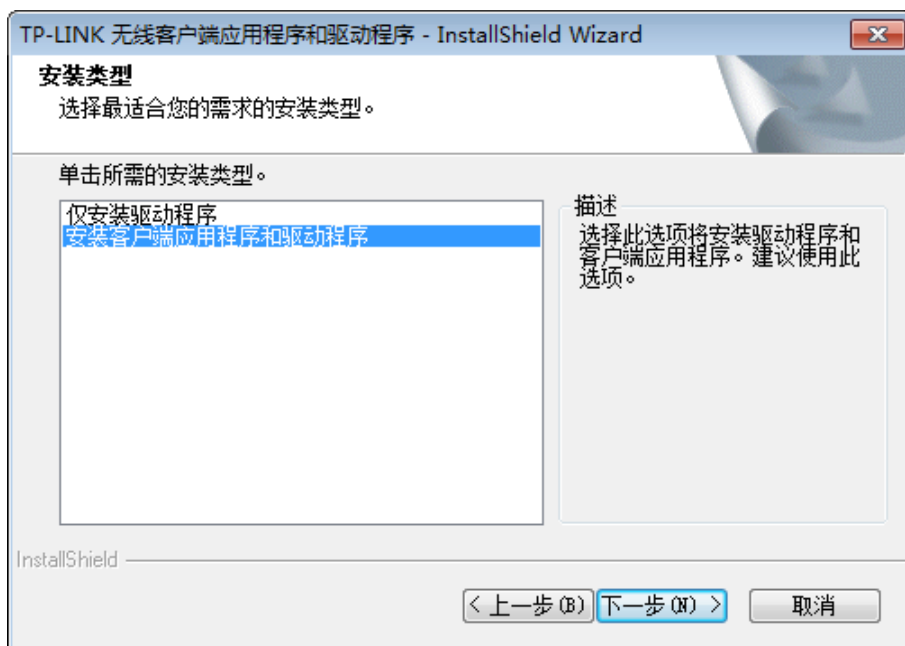 TP-LINK 无线客户端应用程序和驱动程序 - InstallShield Wizard
安装类型
选择最适合您的需求的安装类型。
单击所需的安装类型。
仅安装驱动程序
安装客户端应用程序和驱动程序
描述
选择此选项将安装驱动程序和
客户端应用程序。建议使用此
选项。
InstallShield
< 上一步(B) 下一步(N) > 取消